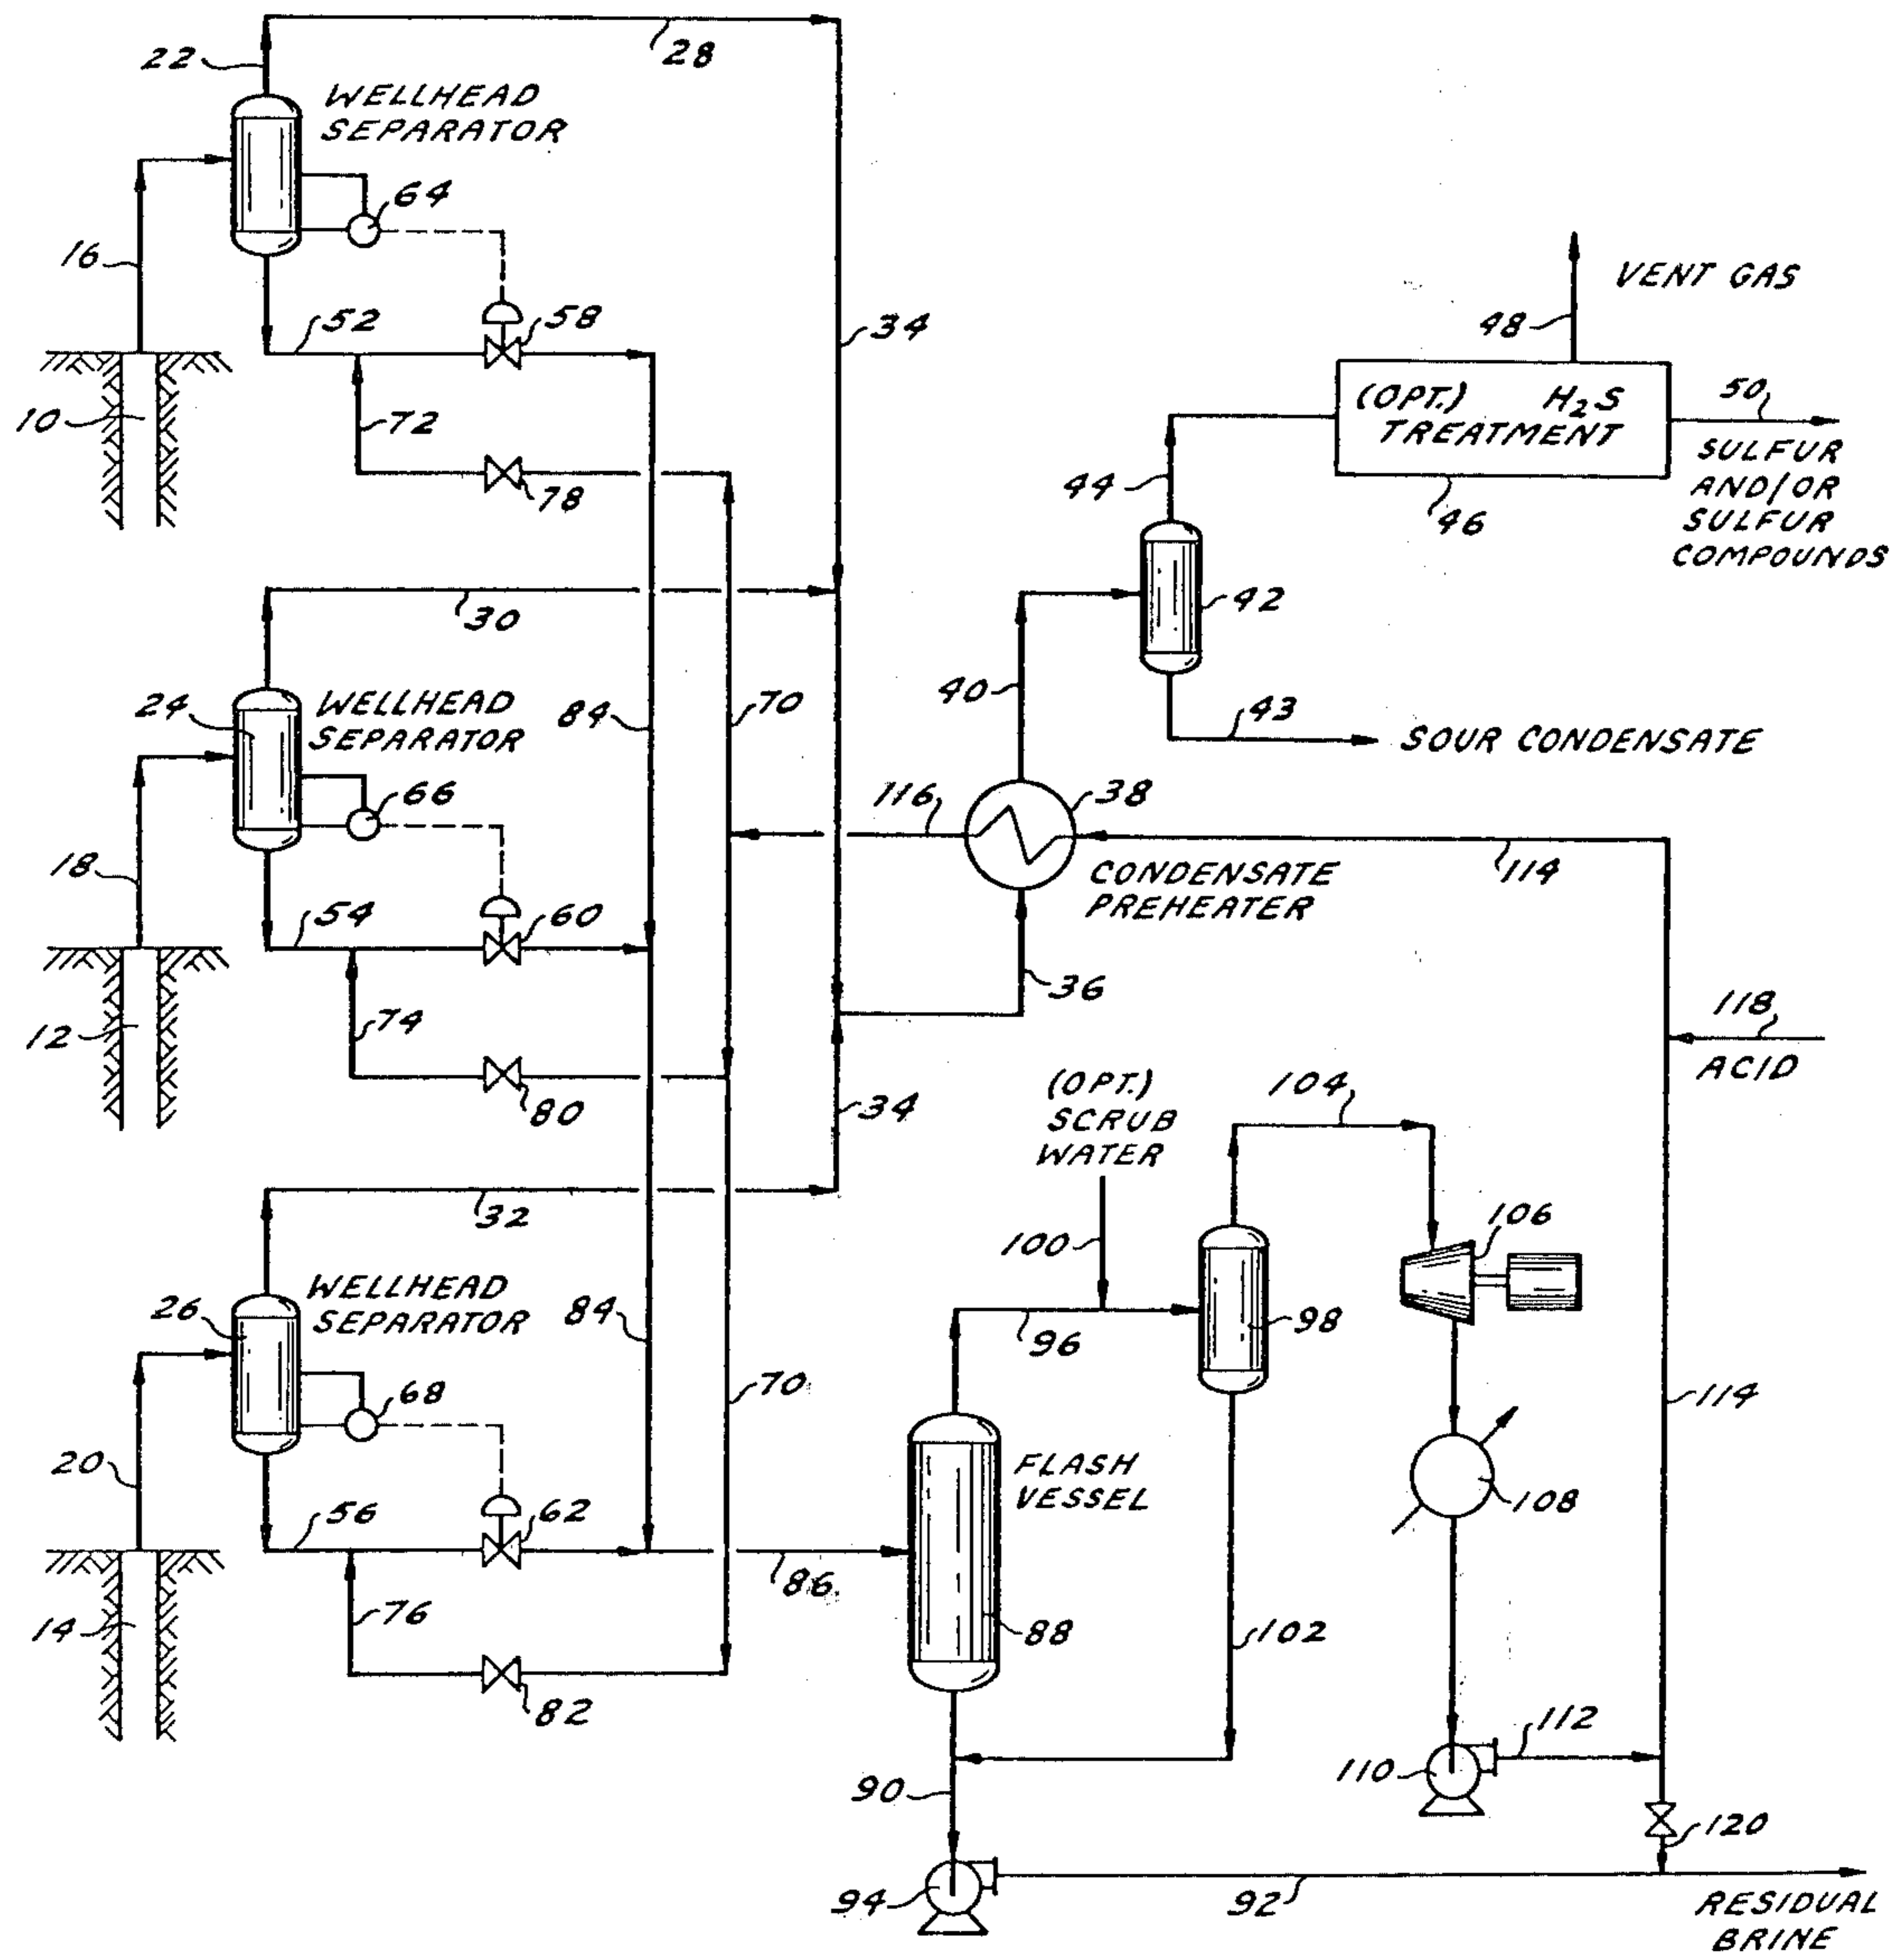 22
28
WELLHEAD
SEPARATOR
64
16
52
58
34
10
72
78
VENT GAS
48
(OPT.) H₂S
TREATMENT
50
SULFUR
AND/OR
SULFUR
COMPOUNDS
44
46
30
42
24
WELLHEAD
SEPARATOR
84
70
40
43
SOUR CONDENSATE
66
116
38
18
CONDENSATE
PREHEATER
114
54
60
36
12
74
118
ACID
80
34
(OPT.)
SCRUB
WATER
104
32
100
106
26
WELLHEAD
SEPARATOR
84
96
98
68
70
114
20
FLASH
VESSEL
108
56
62
86
14
76
88
102
82
90
110
112
120
94
92
RESIDUAL
BRINE